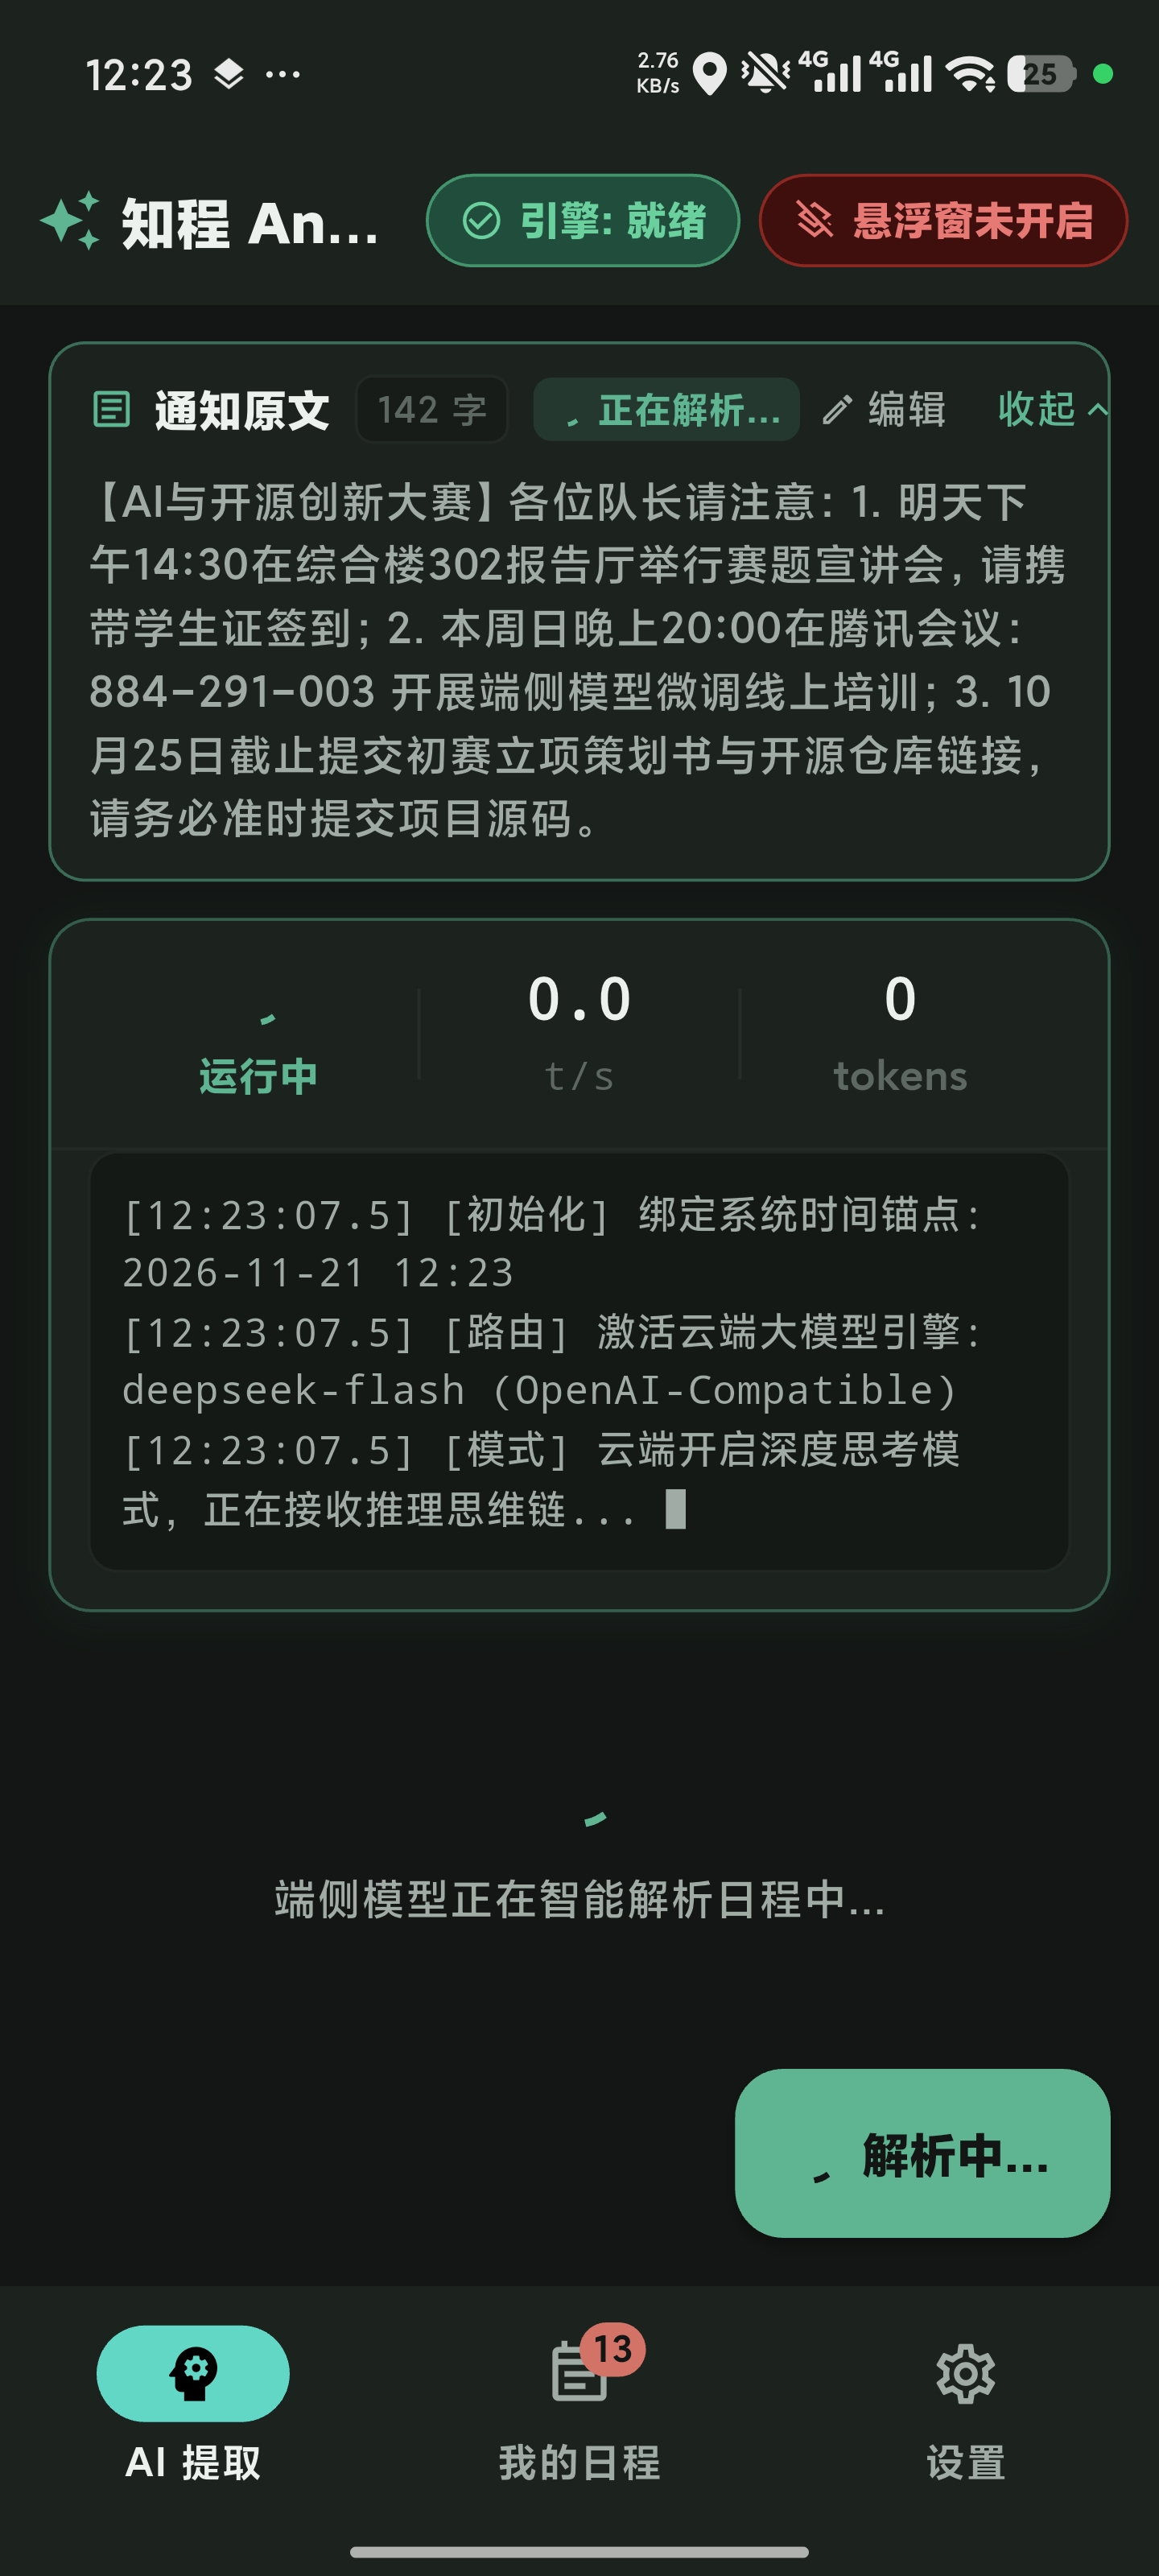 12:23 ...
2.76 KB/s 4G 4G 25
知程 An...
引擎: 就绪
悬浮窗未开启
通知原文 142 字 正在解析... 编辑 收起
【AI与开源创新大赛】各位队长请注意：1. 明天下
午14:30在综合楼302报告厅举行赛题宣讲会，请携
带学生证签到；2. 本周日晚上20:00在腾讯会议：
884-291-003 开展端侧模型微调线上培训；3. 10
月25日截止提交初赛立项策划书与开源仓库链接，
请务必准时提交项目源码。
运行中
0.0
t/s
0
tokens
[12:23:07.5] [初始化] 绑定系统时间锚点:
2026-11-21 12:23
[12:23:07.5] [路由] 激活云端大模型引擎:
deepseek-flash (OpenAI-Compatible)
[12:23:07.5] [模式] 云端开启深度思考模
式, 正在接收推理思维链...
端侧模型正在智能解析日程中...
解析中...
13
AI 提取
我的日程
设置